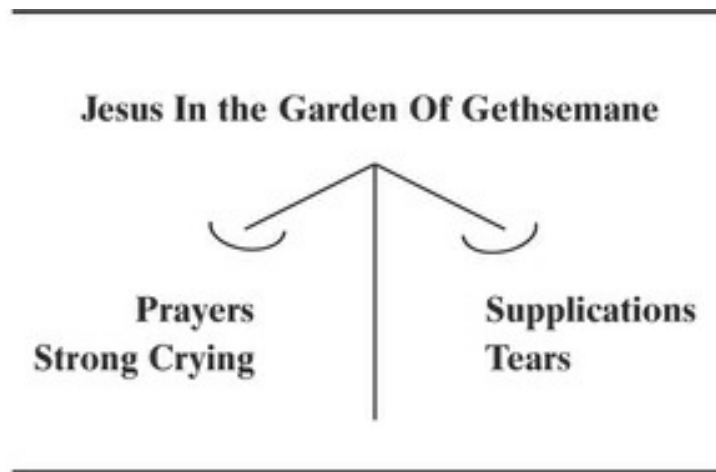 Jesus In the Garden Of Gethsemane
Prayers
Strong Crying
Supplications
Tears